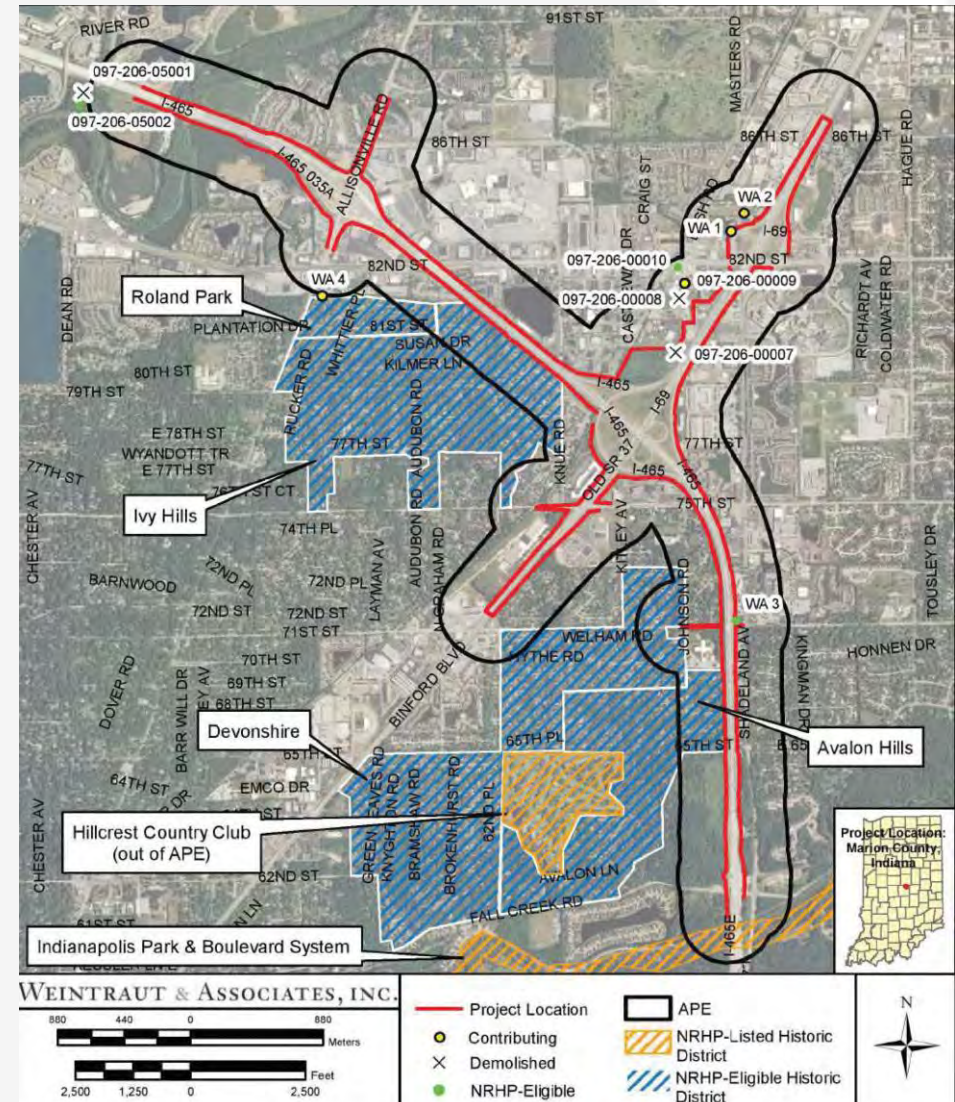 RIVER RD
91ST ST
MASTERS RD
097-206-05001
I-465
097-206-05002
I-465 035A
ALLISONVILLE RD
86TH ST
86TH ST
86TH ST
HAGUE RD
CRAIG ST
WA 2
WA 1
I-69
82ND ST
097-206-00010
82ND ST
097-206-00009
WA 4
097-206-00008
DEAN RD
Roland Park
PLANTATION DR
WHITTIER PL
81ST ST
SUSAN DR
KILMER LN
097-206-00007
RICHARDT AV
COLDWATER RD
80TH ST
79TH ST
RUCKER RD
I-465
I-69
E 78TH ST
WYANDOTT TR
E 77TH ST
77TH ST
77TH ST
AUDUBON RD
KNUE RD
I-465
OLD SR 37
77TH ST
I-465
I-465
76TH ST CT
75TH ST
Ivy Hills
74TH PL
CHESTER AV
LAYMAN AV
AUDUBON RD
N GRAHAM RD
KITLEY AV
BARNWOOD
72ND PL
72ND PL
72ND ST
72ND ST
71ST ST
JOHNSON RD
WA 3
TOUSLEY DR
WELHAM RD
HONNEN DR
DOVER RD
70TH ST
69TH ST
68TH ST
BARR WILL DR
BINFORD BLVD
SHADELAND AV
KINGMAN DR
Devonshire
65TH PL
Avalon Hills
64TH ST
EMCO DR
CHESTER AV
Hillcrest Country Club
(out of APE)
KNYGHTON RD
BRAMSHAW RD
BROKENHURST RD
62ND PL
62ND ST
AVALON LN
FALL CREEK RD
Indianapolis Park & Boulevard System
I-465E
Project Location:
Marion County,
Indiana
WEINTRAUT & ASSOCIATES, INC.
880 440 0 880
Meters
Feet
2,500 1,250 0 2,500
Project Location
Contributing
Demolished
NRHP-Eligible
APE
NRHP-Listed Historic
District
NRHP-Eligible Historic
District
N